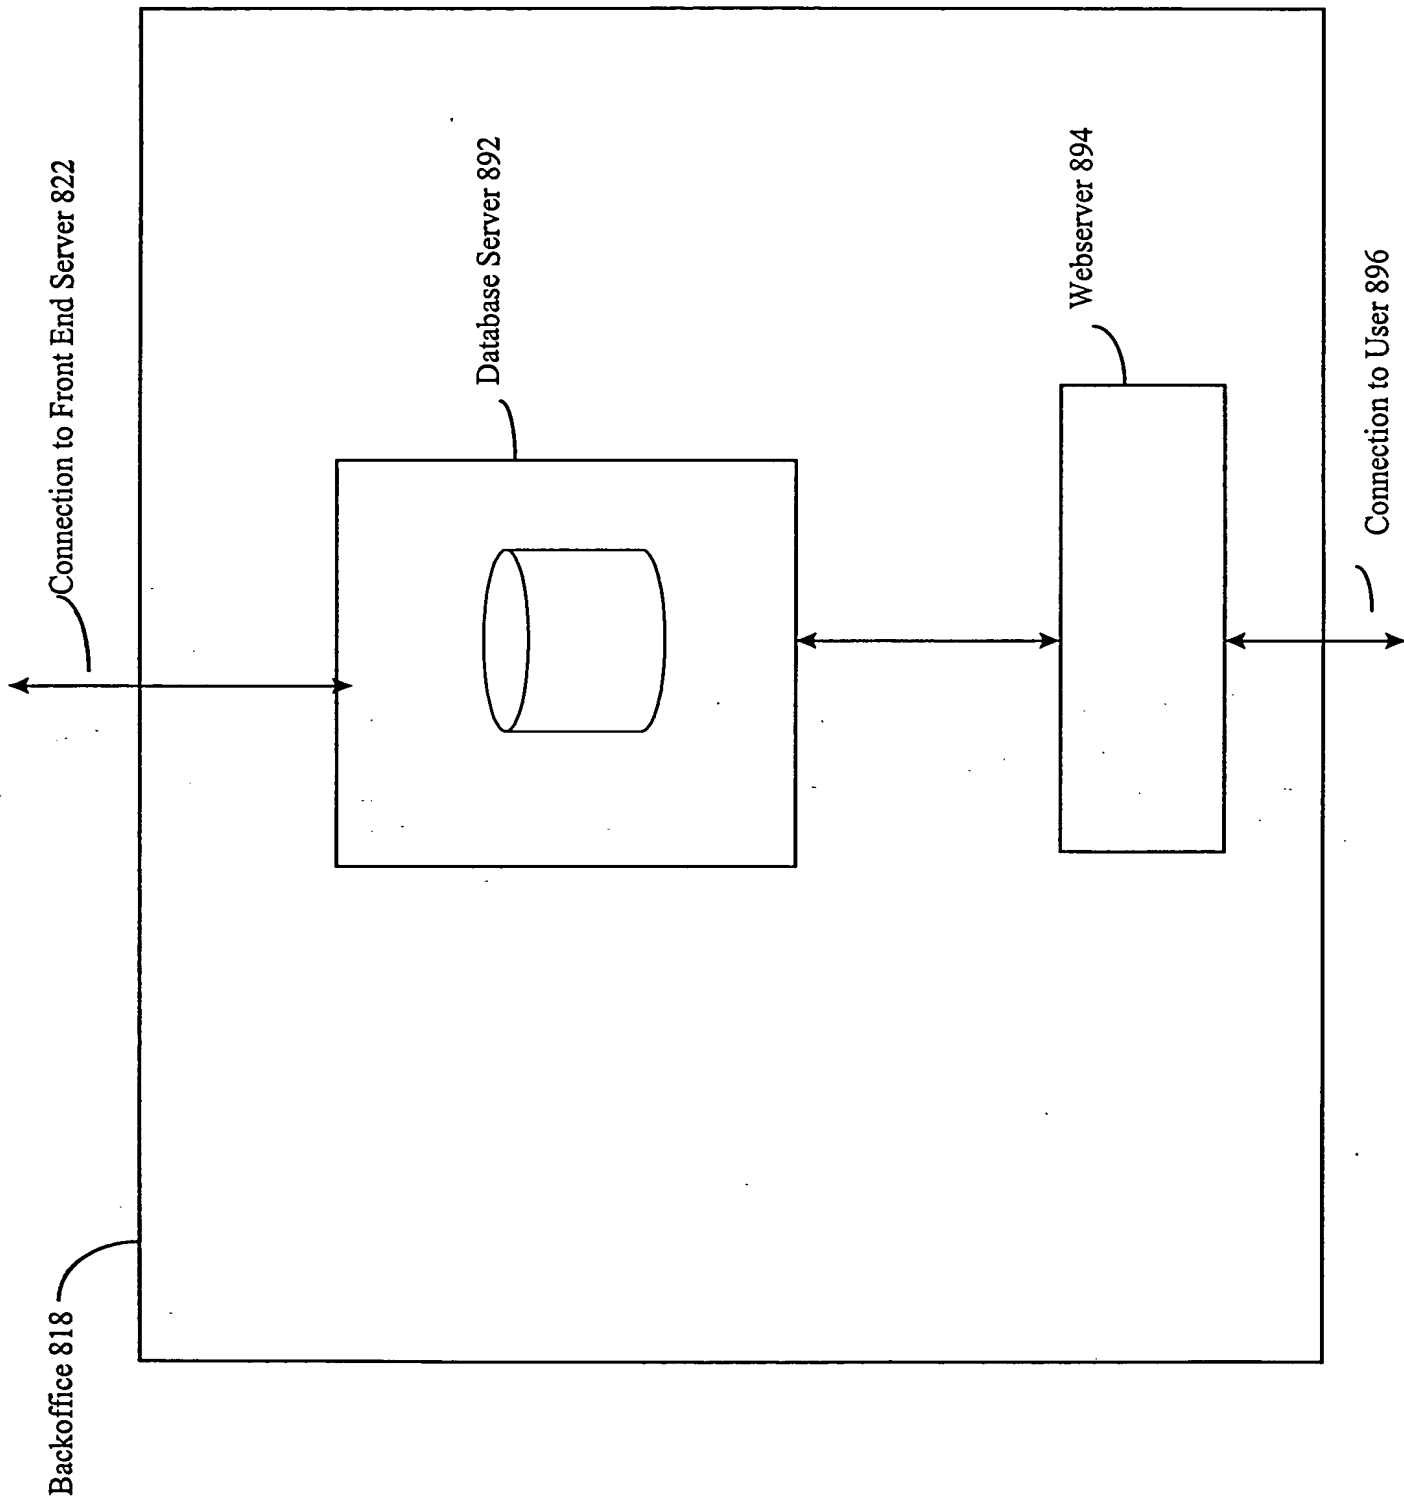 Backoffice 818
Connection to Front End Server 822
Database Server 892
Webserver 894
Connection to User 896